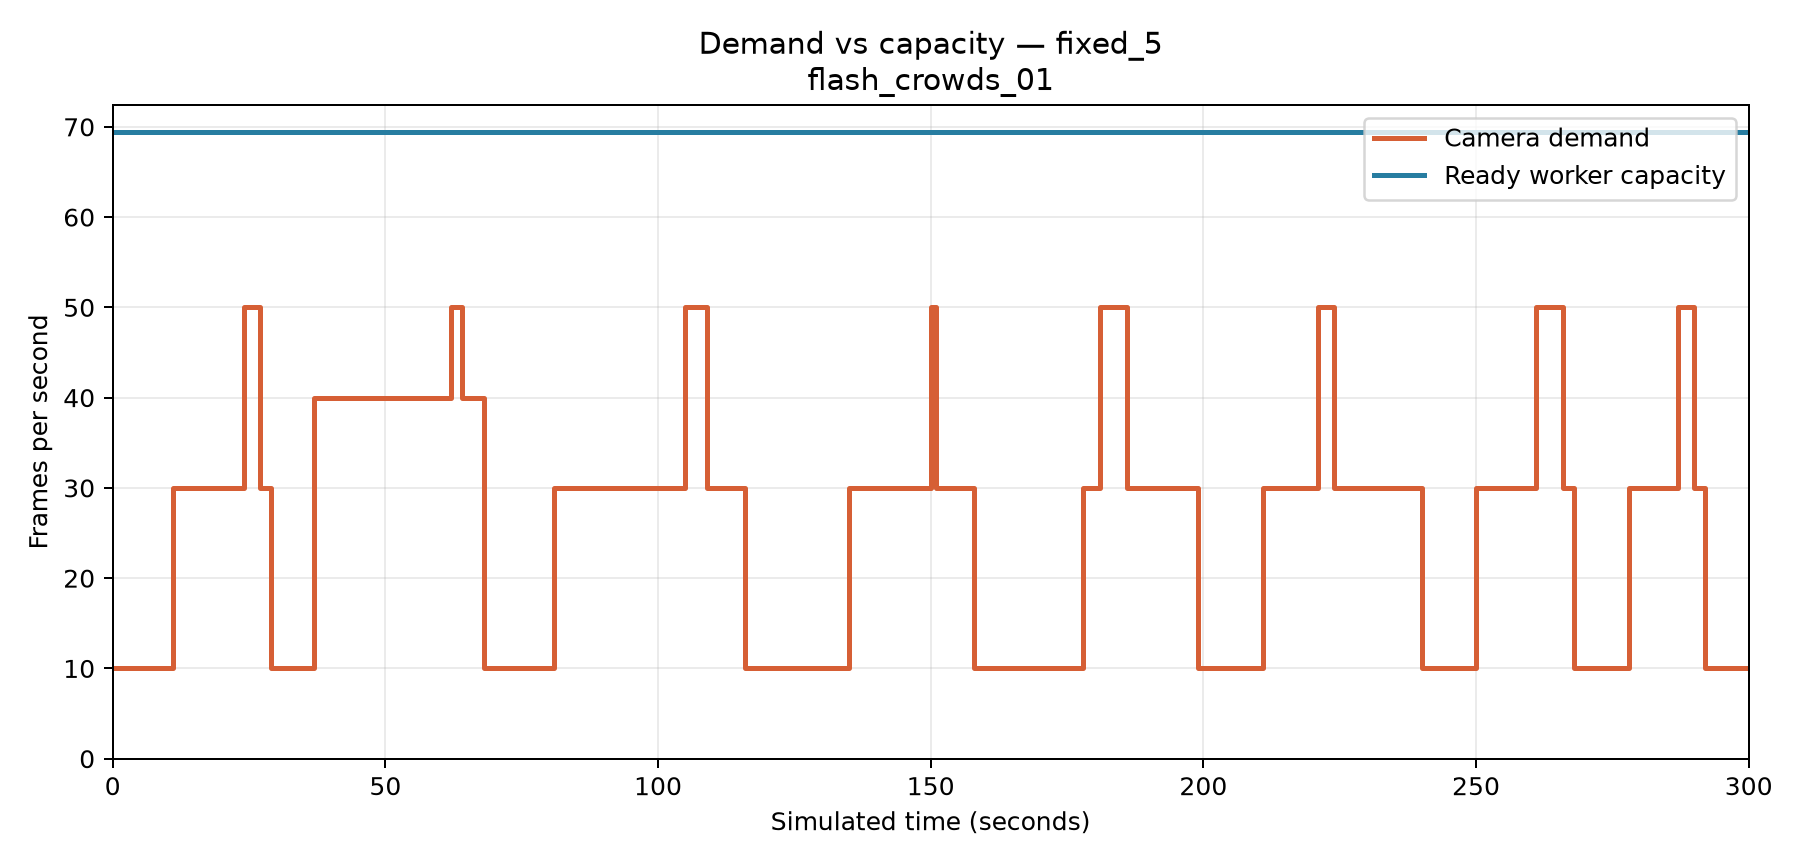 Demand vs capacity — fixed_5
flash_crowds_01
70
60
50
40
30
20
10
0
Frames per second
Camera demand
Ready worker capacity
0 50 100 150 200 250 300
Simulated time (seconds)